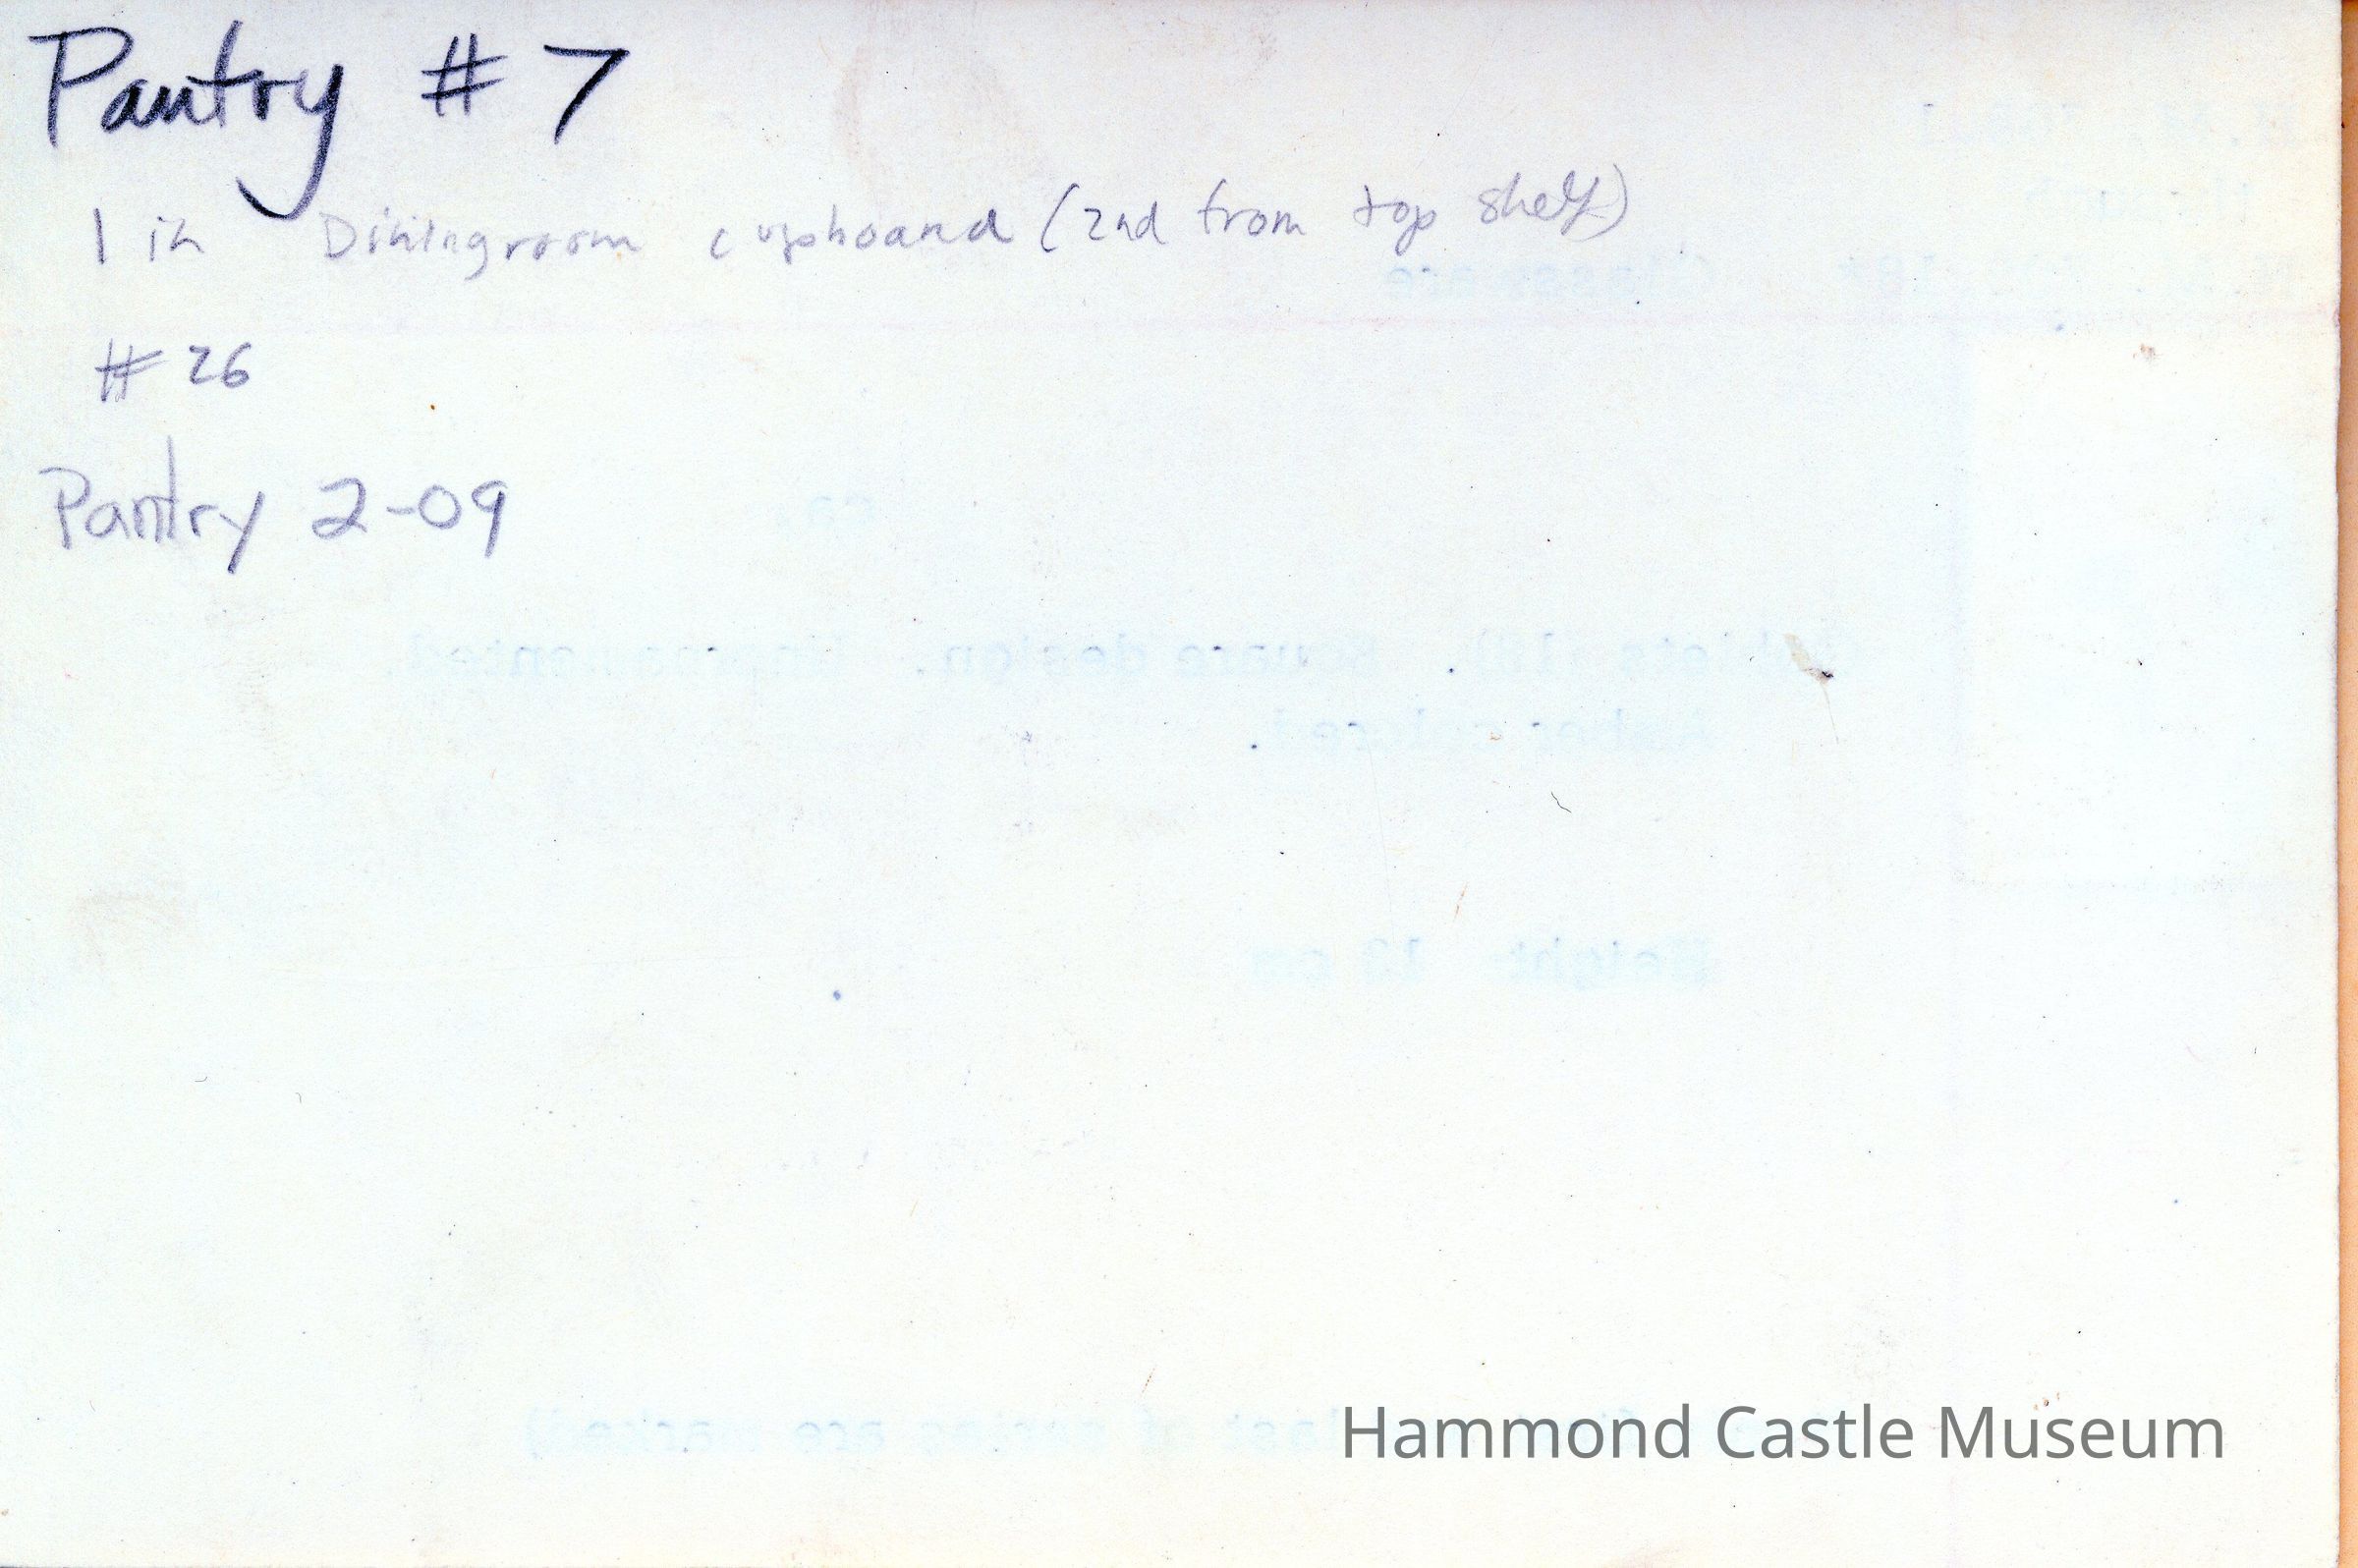 Pantry # 7
1 in Diningroom cupboard (2nd from top shelf)
# 26
Pantry 2-09
Hammond Castle Museum